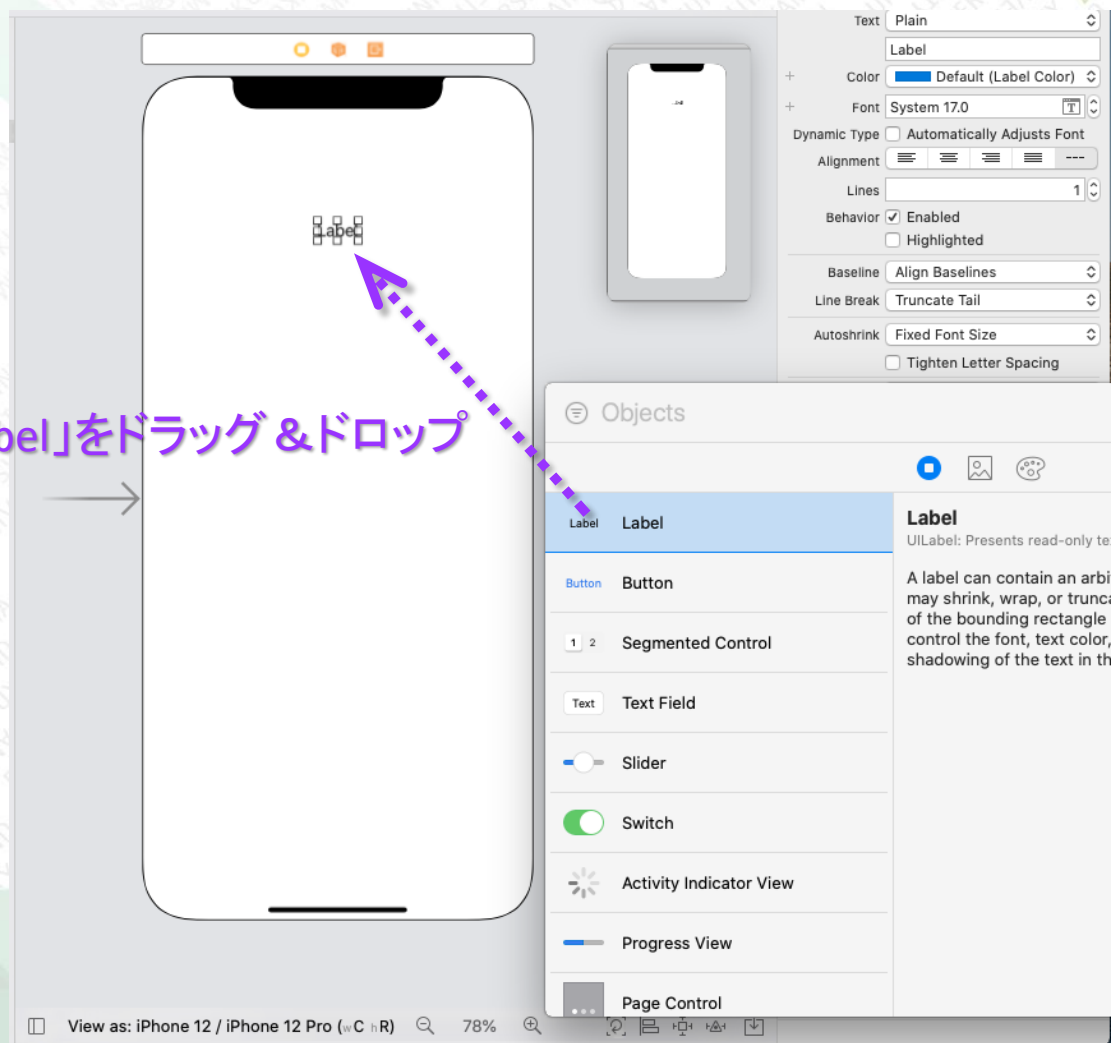 Text Plain
Label
+ Color Default (Label Color)
+ Font System 17.0 T
Dynamic Type Automatically Adjusts Font
Alignment ---
Lines 1
Behavior Enabled
Highlighted
Baseline Align Baselines
Line Break Truncate Tail
Autoshrink Fixed Font Size
Tighten Letter Spacing
Label
bel」をドラッグ &ドロップ
Objects
Label Label
Button Button
1 2 Segmented Control
Text Text Field
Slider
Switch
Activity Indicator View
Progress View
Page Control
Label
UILabel: Presents read-only te
A label can contain an arbi
may shrink, wrap, or trunca
of the bounding rectangle
control the font, text color,
shadowing of the text in th
View as: iPhone 12 / iPhone 12 Pro (wC hR) 78%